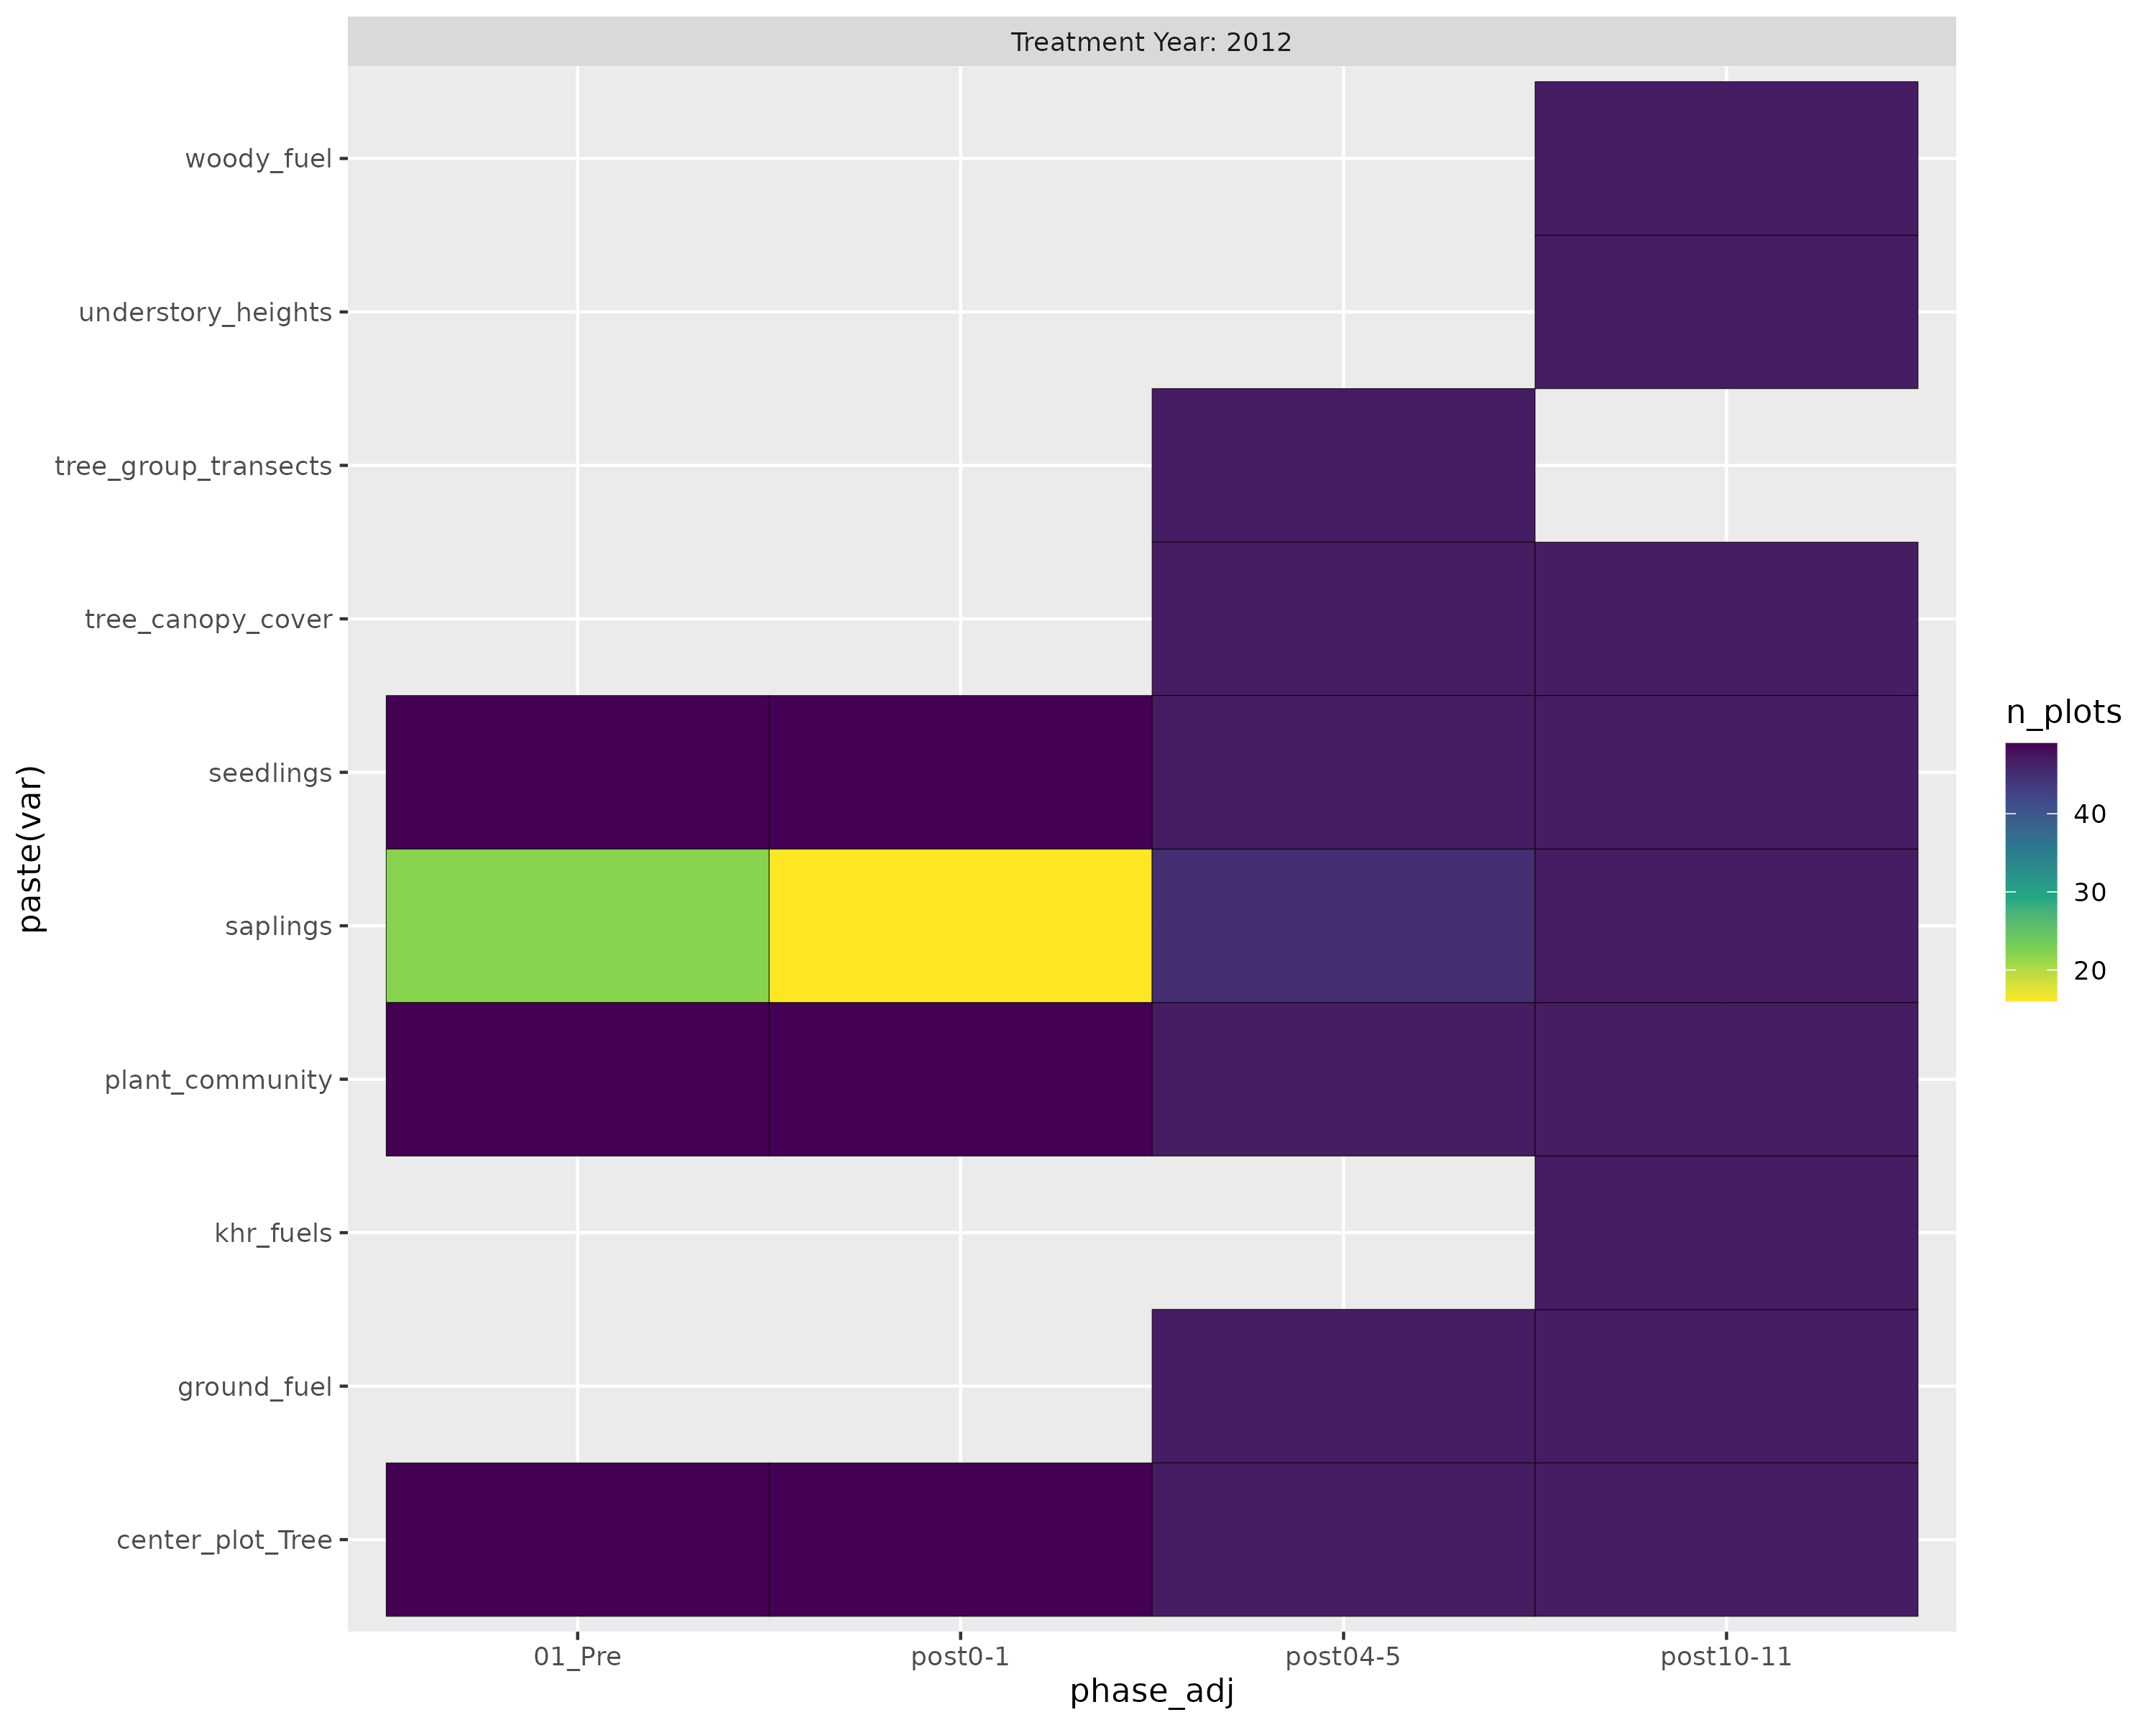 Treatment Year: 2012
woody_fuel
understory_heights
tree_group_transects
tree_canopy_cover
seedlings
saplings
plant_community
khr_fuels
ground_fuel
center_plot_Tree
paste(var)
01_Pre
post0-1
post04-5
post10-11
phase_adj
n_plots
40
30
20